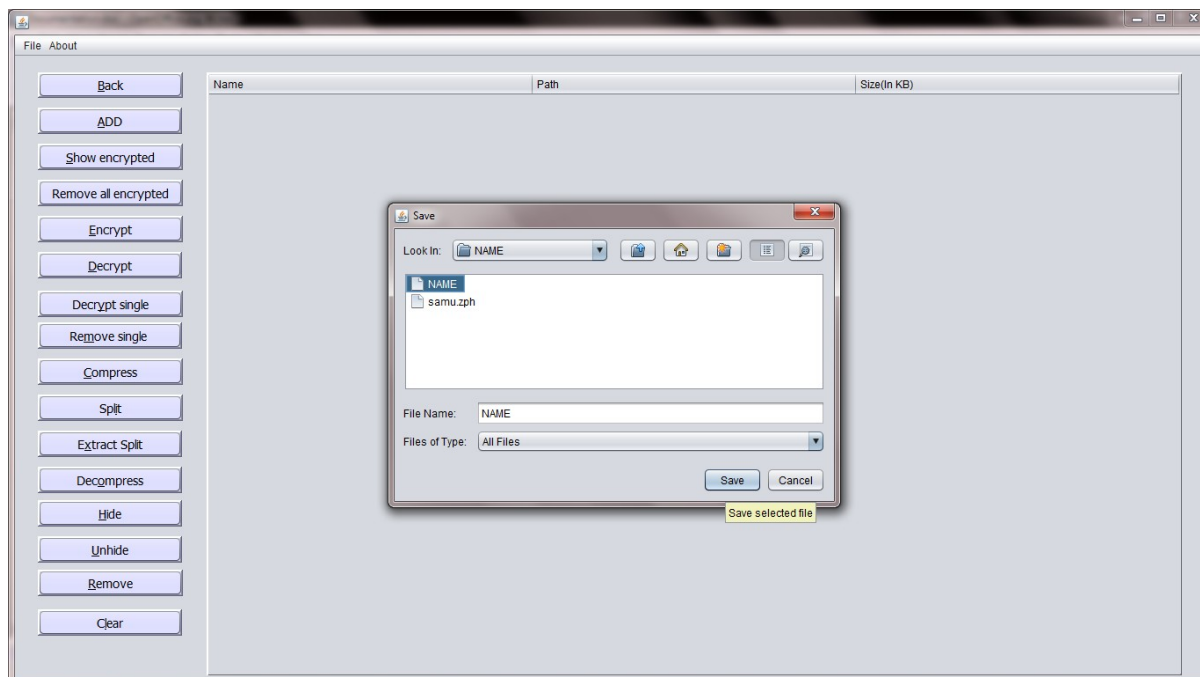 File About
Back
ADD
Show encrypted
Remove all encrypted
Encrypt
Decrypt
Decrypt single
Remove single
Compress
Split
Extract Split
Decompress
Hide
Unhide
Remove
Clear
Name Path Size(In KB)
Save
Look In: NAME
NAME
samu.zph
File Name: NAME
Files of Type: All Files
Save Cancel
Save selected file